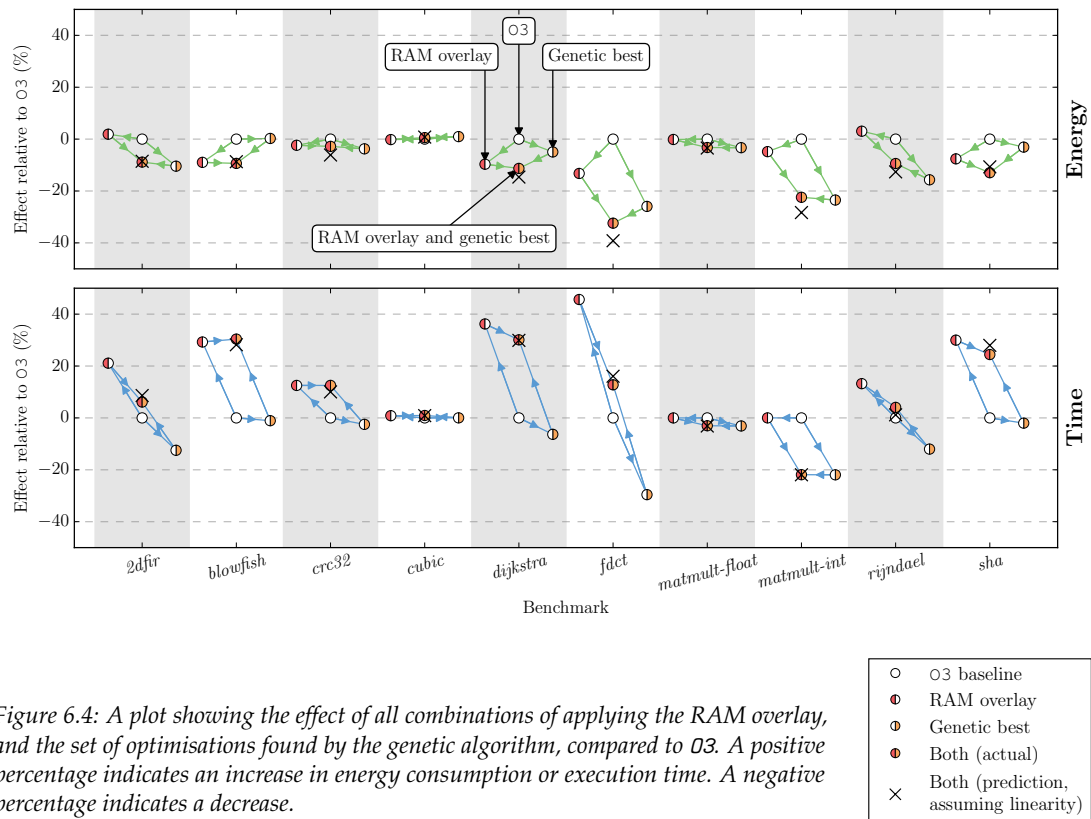 40
20
0
−20
−40
Effect relative to O3 (%)
O3
RAM overlay
Genetic best
RAM overlay and genetic best
Energy
40
20
0
−20
−40
Effect relative to O3 (%)
Time
2dfir blowfish crc32 cubic dijkstra fdct matmult-float matmult-int rijndael sha
Benchmark
O3 baseline
RAM overlay
Genetic best
Both (actual)
Both (prediction,
assuming linearity)
igure 6.4: A plot showing the effect of all combinations of applying the RAM overlay,
and the set of optimisations found by the genetic algorithm, compared to O3. A positive
percentage indicates an increase in energy consumption or execution time. A negative
percentage indicates a decrease.